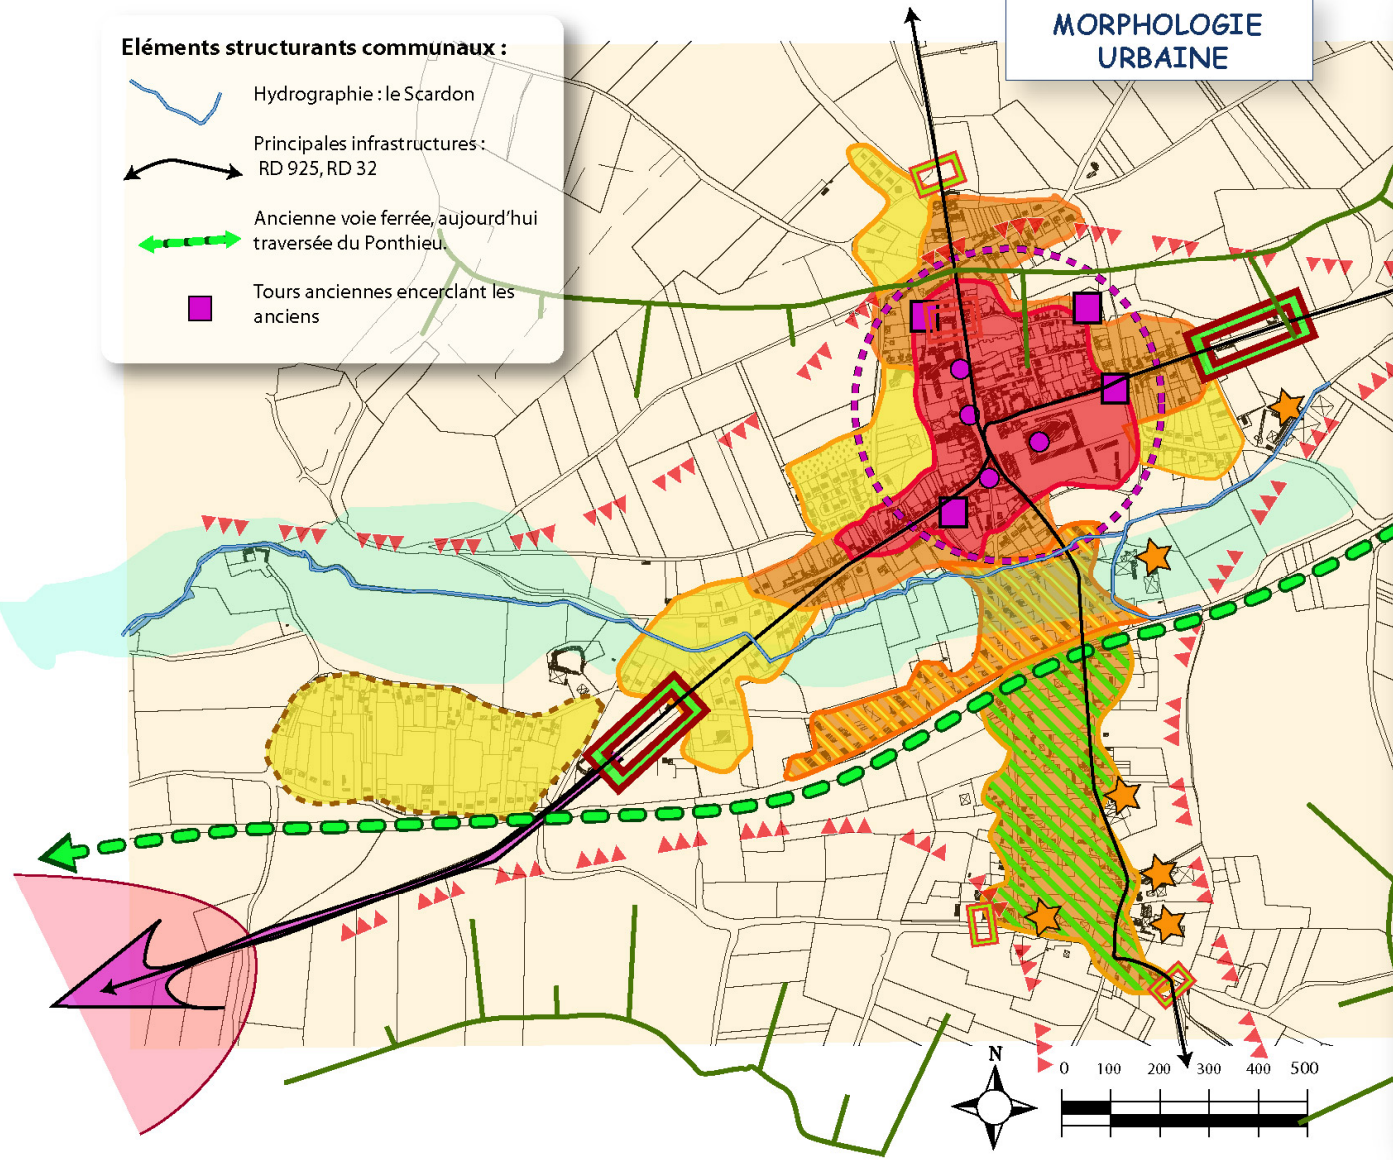 MORPHOLOGIE
URBAINE
Eléments structurants communaux :
Hydrographie : le Scardon
Principales infrastructures :
RD 925, RD 32
Ancienne voie ferrée, aujourd'hui
traversée du Ponthieu.
Tours anciennes encerclant les
anciens
N
0 100 200 300 400 500